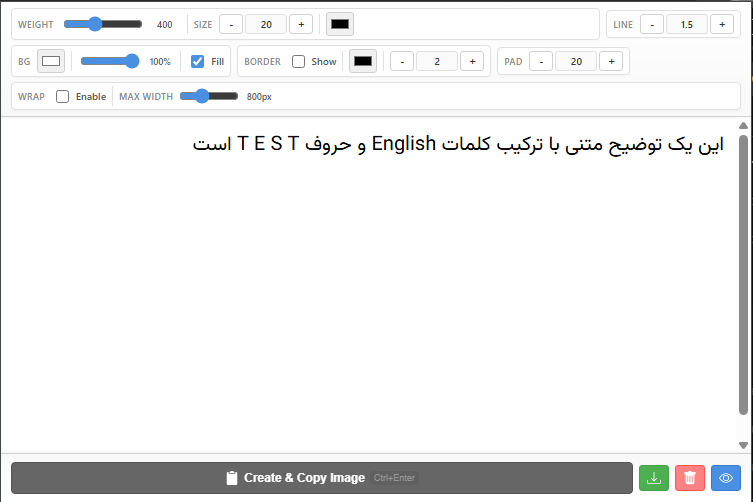 WEIGHT 400 SIZE - 20 + LINE - 1.5 +
BG 100% Fill BORDER Show - 2 + PAD - 20 +
WRAP Enable MAX WIDTH 800px
این یک توضیح متنی با ترکیب کلمات English و حروف T E S T است
Create & Copy Image Ctrl+Enter